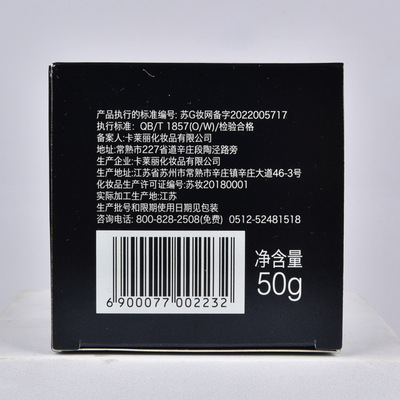 产品执行的标准编号: 苏G妆网备字2022005717
执行标准: QB/T 1857(O/W)/检验合格
备案人: 卡莱丽化妆品有限公司
地址:常熟市227省道辛庄段陶泾路旁
生产企业:卡莱丽化妆品有限公司
生产地址:江苏省苏州市常熟市辛庄镇辛庄大道46-3号
化妆品生产许可证编号:苏妆20180001
实际加工生产地:江苏
生产批号和限期使用日期见包装
咨询电话: 800-828-2508(免费) 0512-52481518
净含量
50g
6900077002232